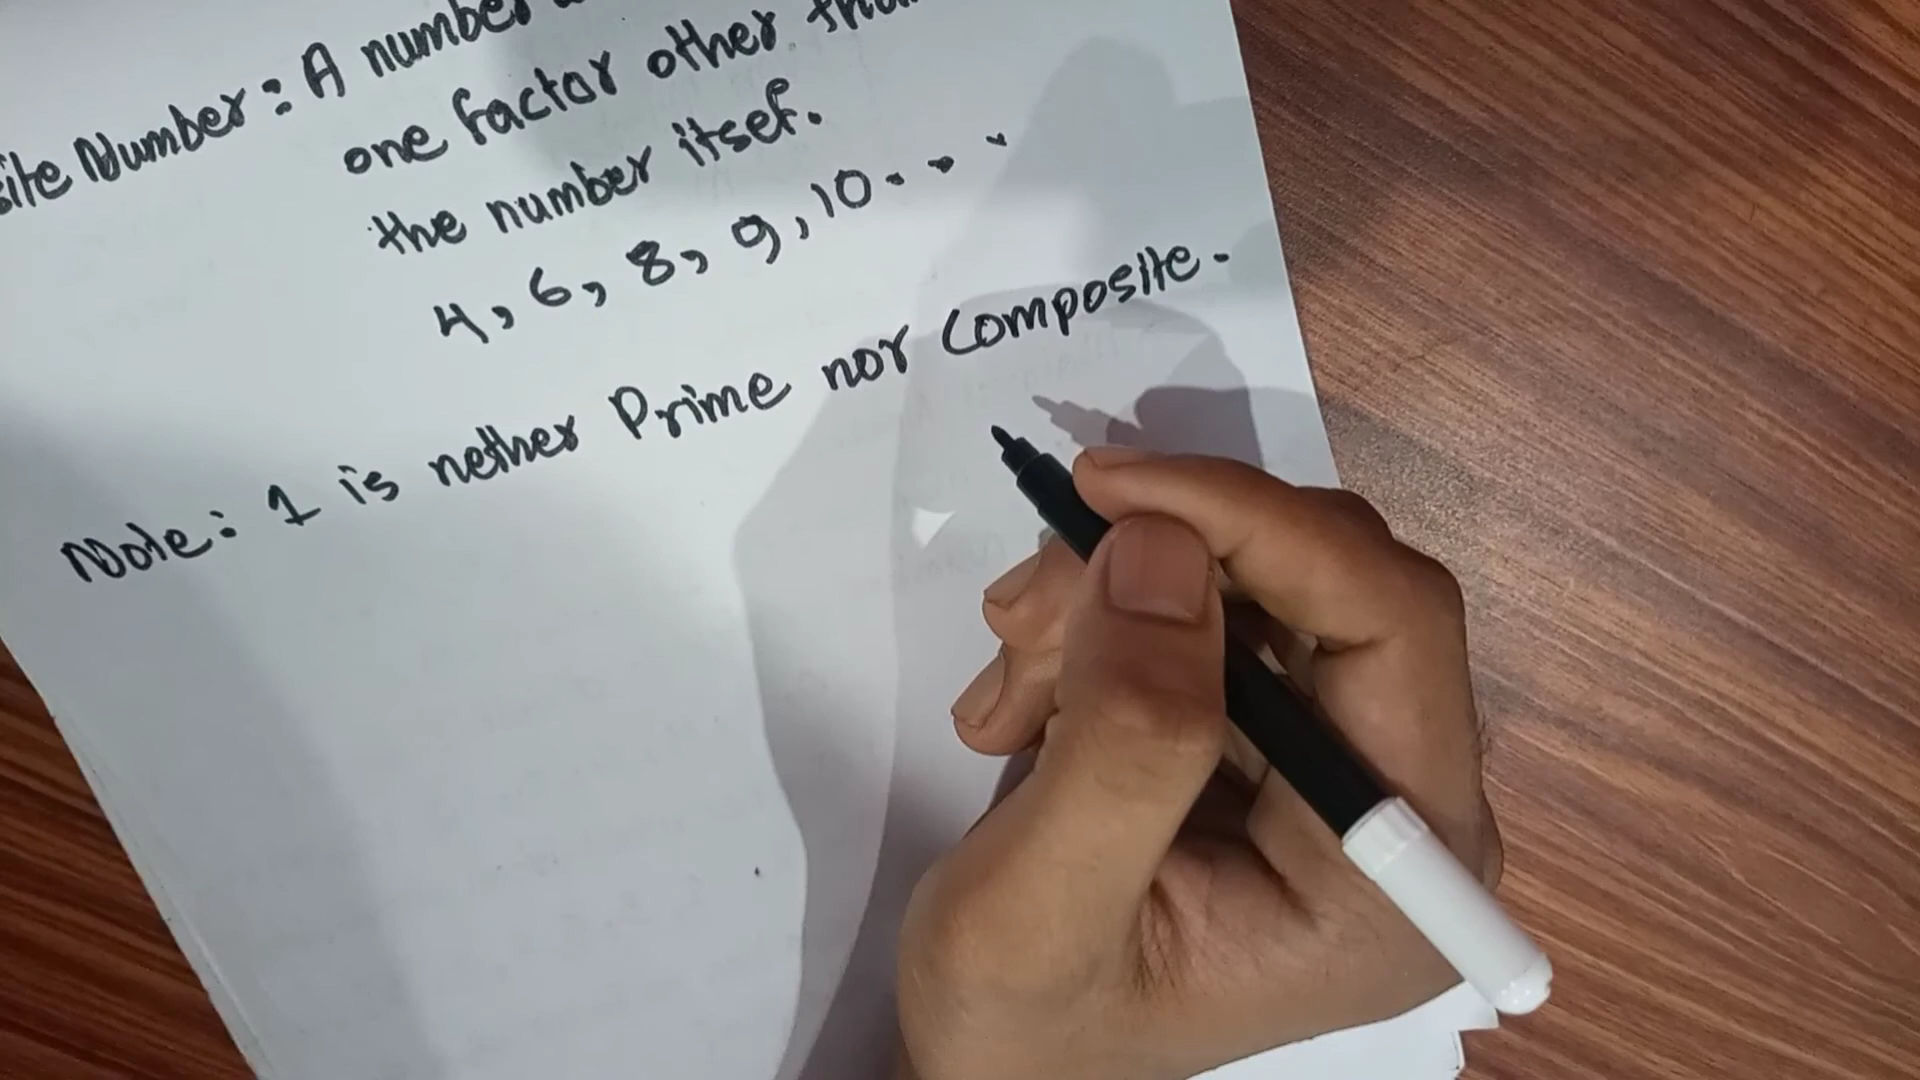 site Number: A number
one factor other than
the number itsef.
4, 6, 8, 9, 10....
Note: 1 is nether Prime nor Composite.